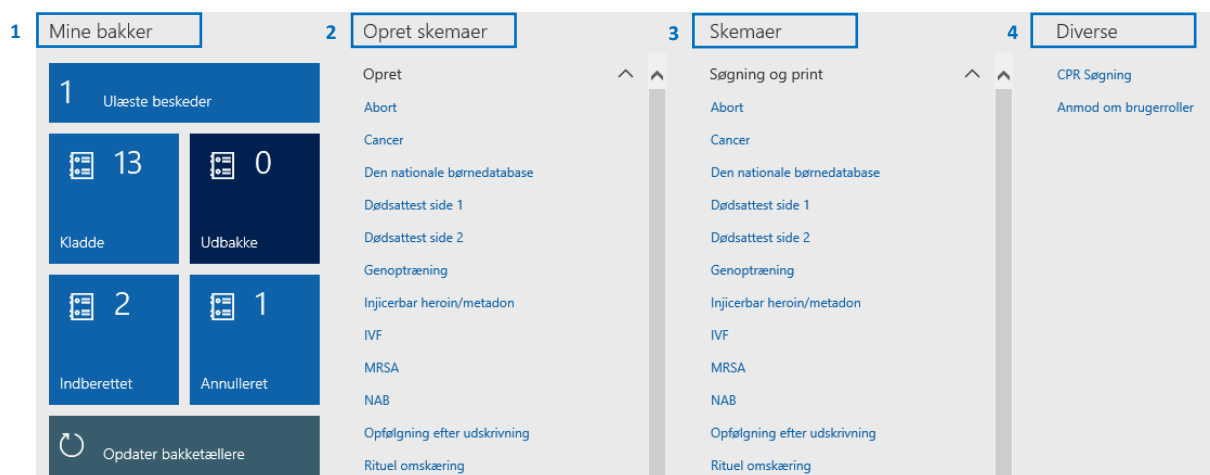 1 Mine bakker
1 Ulæste beskeder
13
Kladde
0
Udbakke
2
Indberettet
1
Annulleret
Opdater bakketællere
2 Opret skemaer
Opret
Abort
Cancer
Den nationale børnedatabase
Dødsattest side 1
Dødsattest side 2
Genoptræning
Injicerbar heroin/metadon
IVF
MRSA
NAB
Opfølgning efter udskrivning
Rituel omskæring
3 Skemaer
Søgning og print
Abort
Cancer
Den nationale børnedatabase
Dødsattest side 1
Dødsattest side 2
Genoptræning
Injicerbar heroin/metadon
IVF
MRSA
NAB
Opfølgning efter udskrivning
Rituel omskæring
4 Diverse
CPR Søgning
Anmod om brugerroller